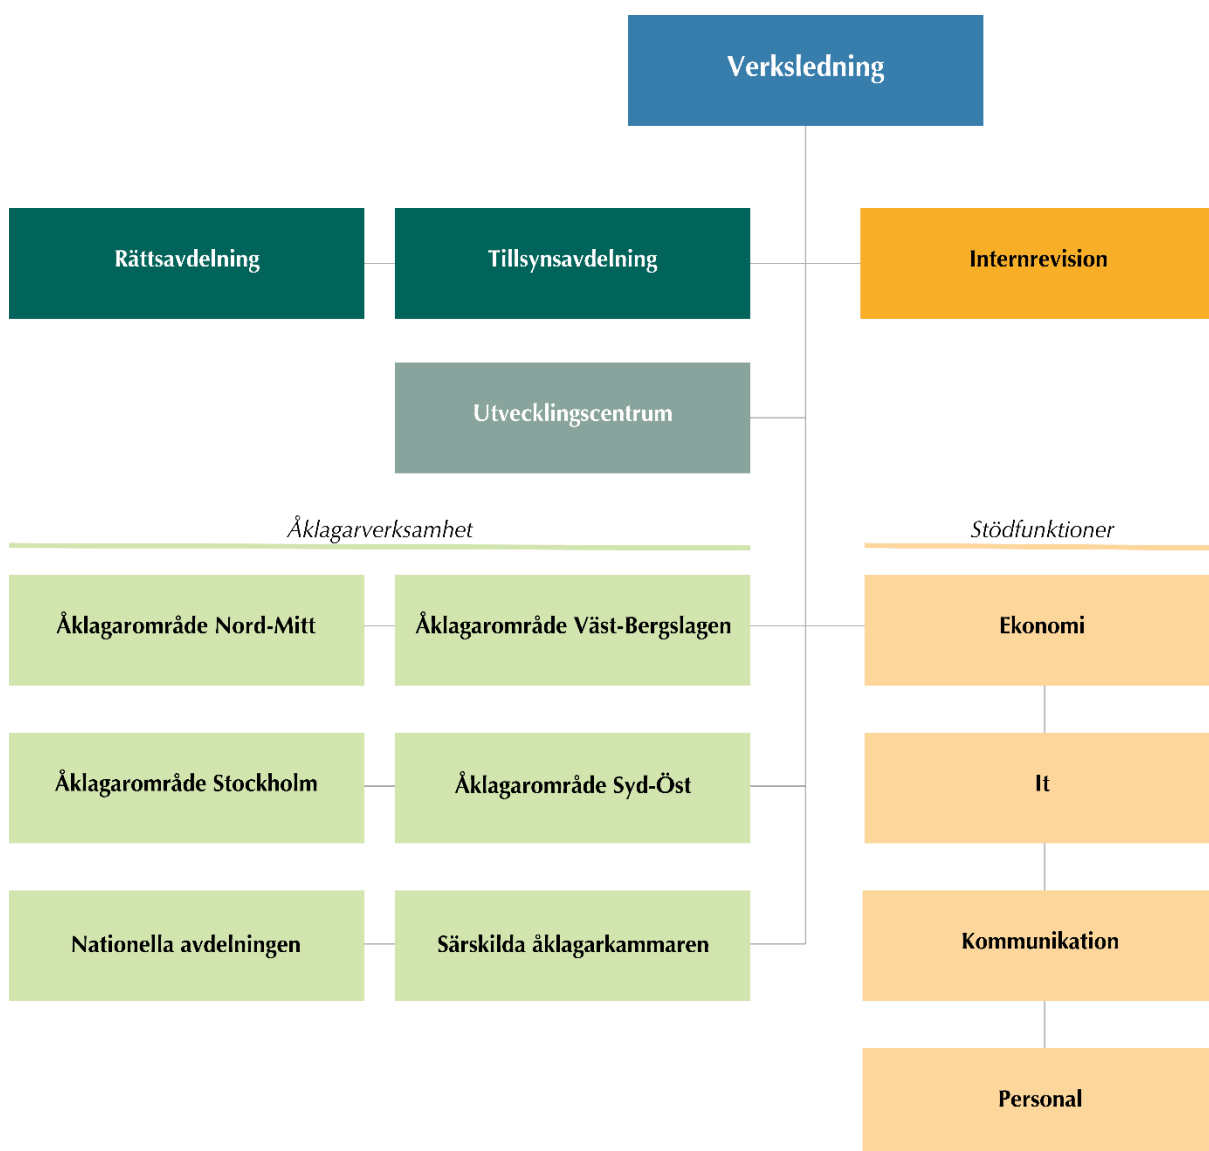 Verksledning
Rättsavdelning
Tillsynsavdelning
Internrevision
Utvecklingscentrum
Åklagarverksamhet
Stödfunktioner
Åklagarområde Nord-Mitt
Åklagarområde Väst-Bergslagen
Ekonomi
Åklagarområde Stockholm
Åklagarområde Syd-Öst
It
Nationella avdelningen
Särskilda åklagarkammaren
Kommunikation
Personal